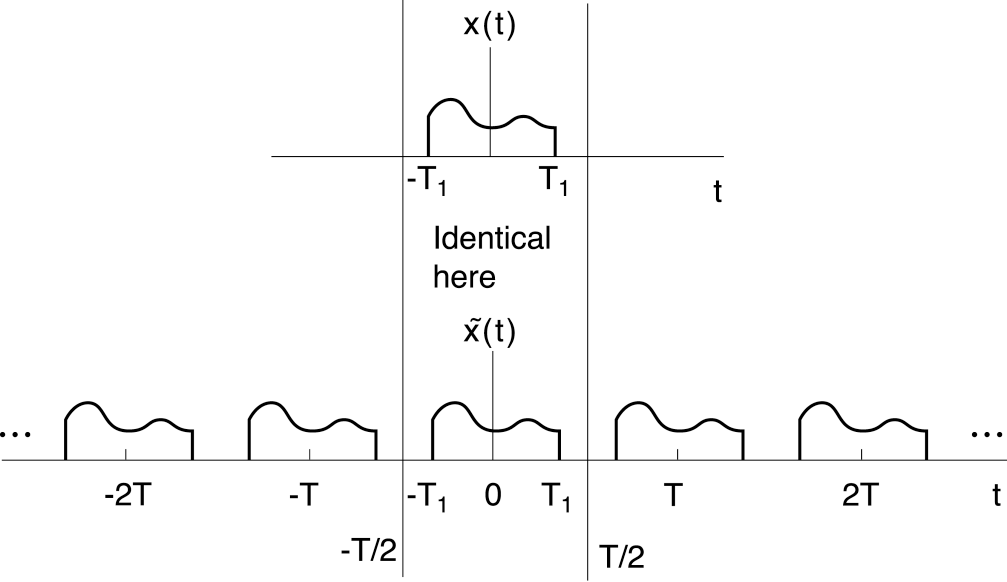 x(t)
-T₁ T₁
t
Identical
here
x̃(t)
... ...
-2T -T -T₁ 0 T₁ T 2T t
-T/2 T/2